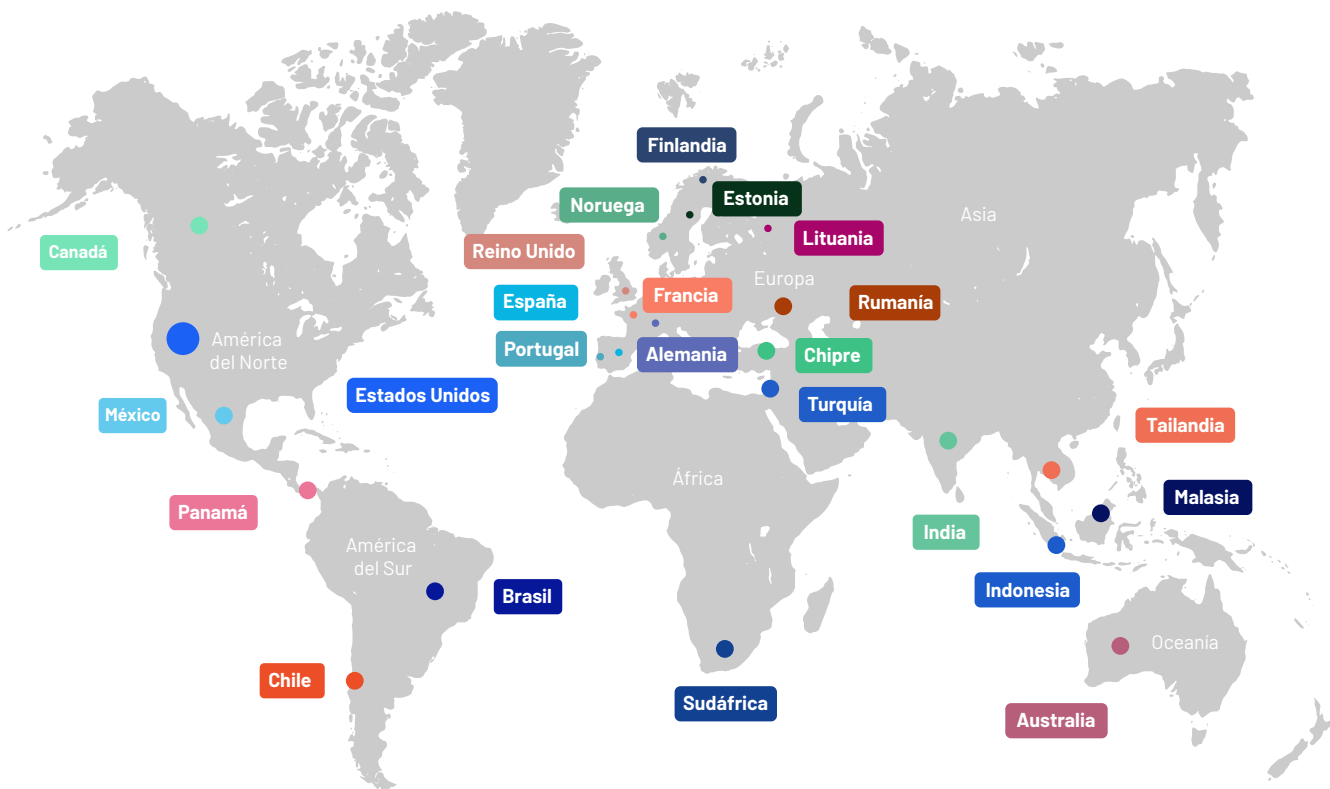 Finlandia
Estonia
Noruega
Asia
Lituania
Canadá
Reino Unido
Europa
Francia
España
Rumanía
América
del Norte
Portugal
Alemania
Chipre
Estados Unidos
Turquía
México
Tailandia
África
Malasia
Panamá
India
América
del Sur
Indonesia
Brasil
Oceanía
Chile
Sudáfrica
Australia